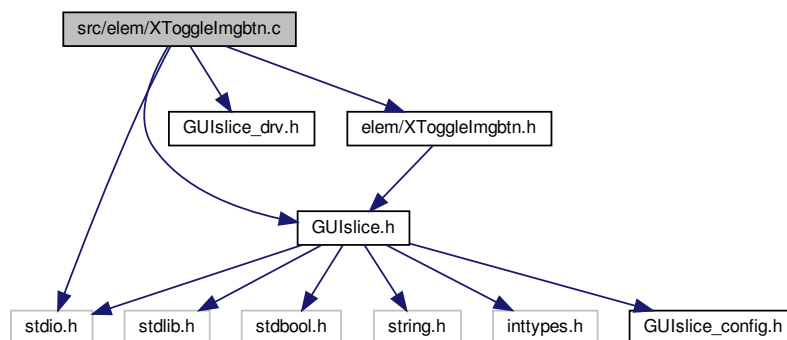 src/elem/XToggleImgbtn.c
GUIslice_drv.h
elem/XToggleImgbtn.h
GUIslice.h
stdio.h
stdlib.h
stdbool.h
string.h
inttypes.h
GUIslice_config.h